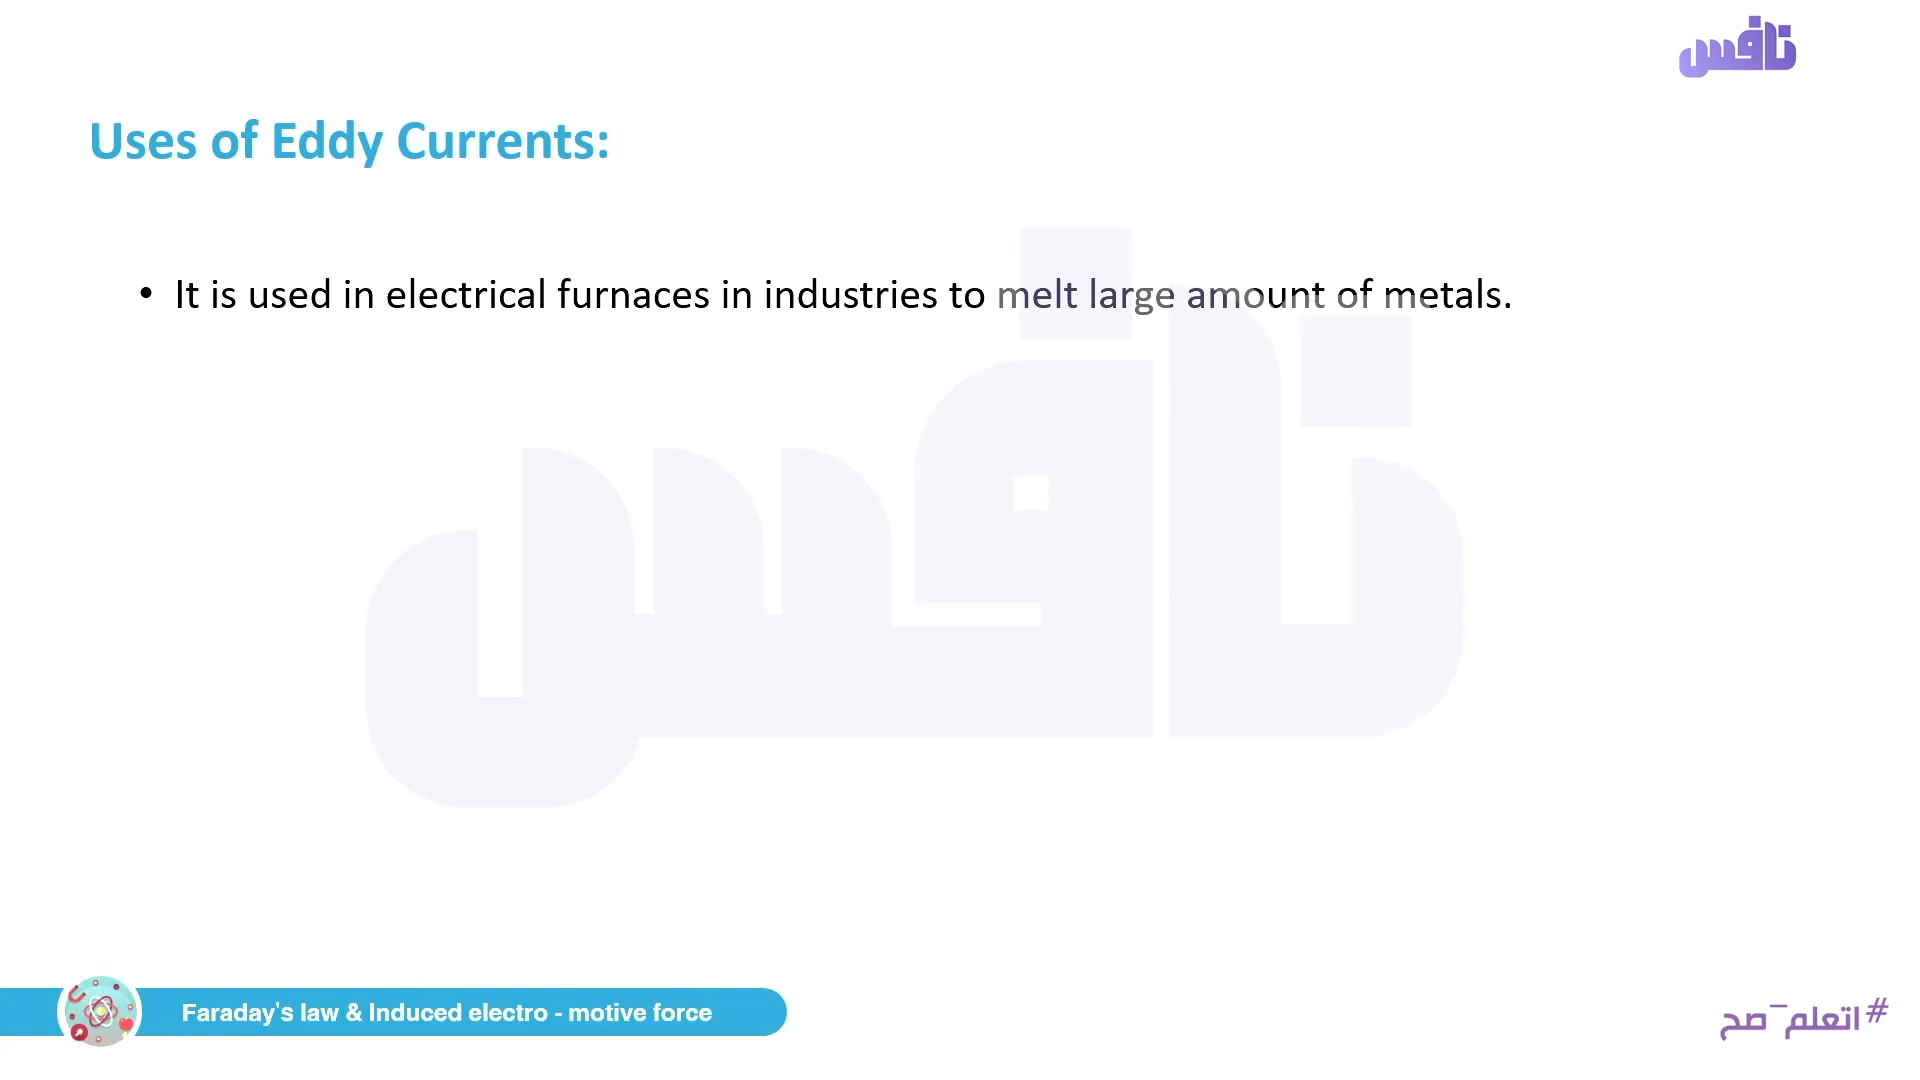 نافس
Uses of Eddy Currents:
• It is used in electrical furnaces in industries to melt large amount of metals.
نافس
Faraday's law & Induced electro - motive force
#اتعلم_صح